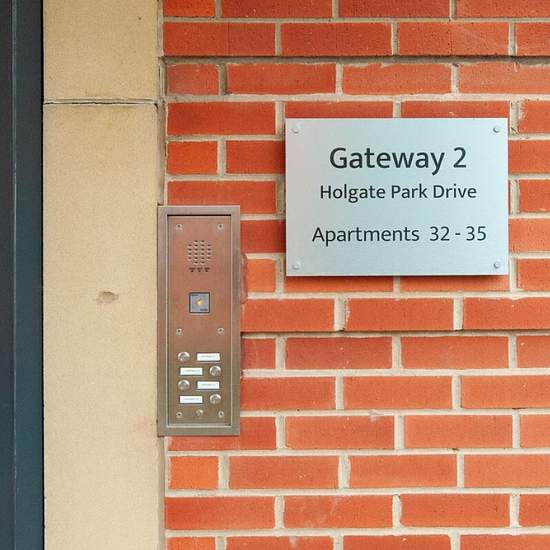 Gateway 2
Holgate Park Drive
Apartments 32 - 35